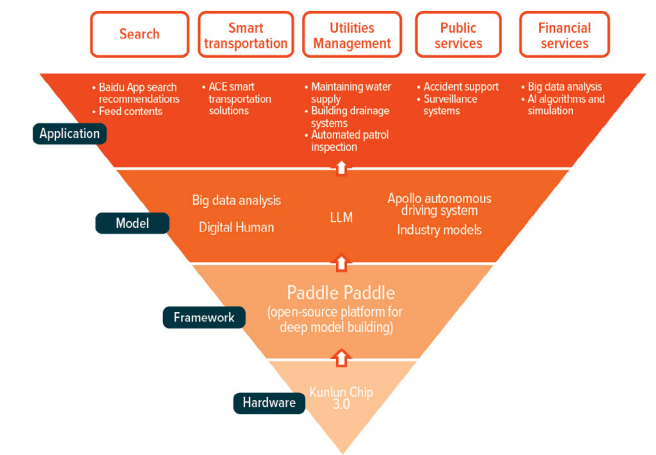 Search
Smart
transportation
Utilities
Management
Public
services
Financial
services
• Baidu App search
recommendations
• Feed contents
• ACE smart
transportation
solutions
• Maintaining water
supply
• Building drainage
systems
• Automated patrol
inspection
• Accident support
• Surveillance
systems
• Big data analysis
• AI algorithms and
simulation
Application
Big data analysis
Digital Human
LLM
Apollo autonomous
driving system
Industry models
Model
Paddle Paddle
(open-source platform for
deep model building)
Framework
Kunlun Chip
3.0
Hardware